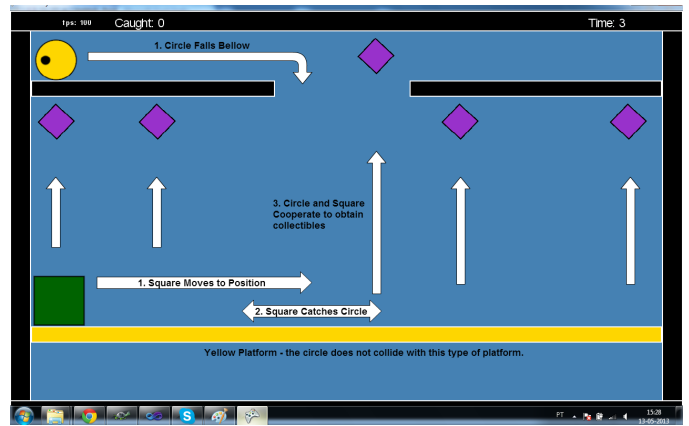 fps: 100 Caught: 0 Time: 3
1. Circle Falls Bellow
3. Circle and Square
Cooperate to obtain
collectibles
1. Square Moves to Position
2. Square Catches Circle
Yellow Platform - the circle does not collide with this type of platform.
PT 15:28
13-05-2013